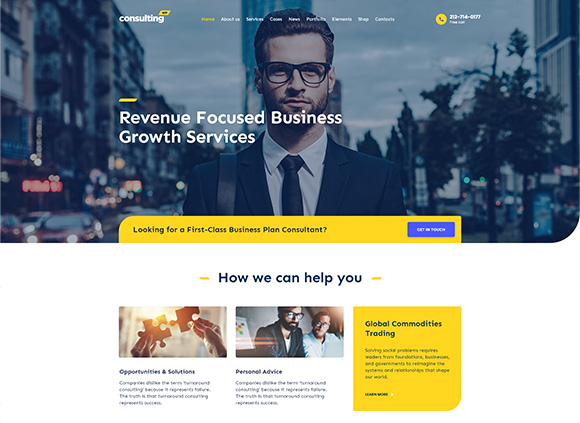 consulting
Home About us Services Cases News Portfolio Elements Shop Contacts
212-714-0177
Free call
Revenue Focused Business
Growth Services
Looking for a First-Class Business Plan Consultant?
GET IN TOUCH
How we can help you
Opportunities & Solutions
Companies dislike the term 'turnaround
consulting' because it represents failure.
The truth is that turnaround consulting
represents success.
Personal Advice
Companies dislike the term 'turnaround
consulting' because it represents failure.
The truth is that turnaround consulting
represents success.
Global Commodities
Trading
Solving social problems requires
leaders from foundations, businesses,
and governments to reimagine the
systems and relationships that shape
our world.
LEARN MORE